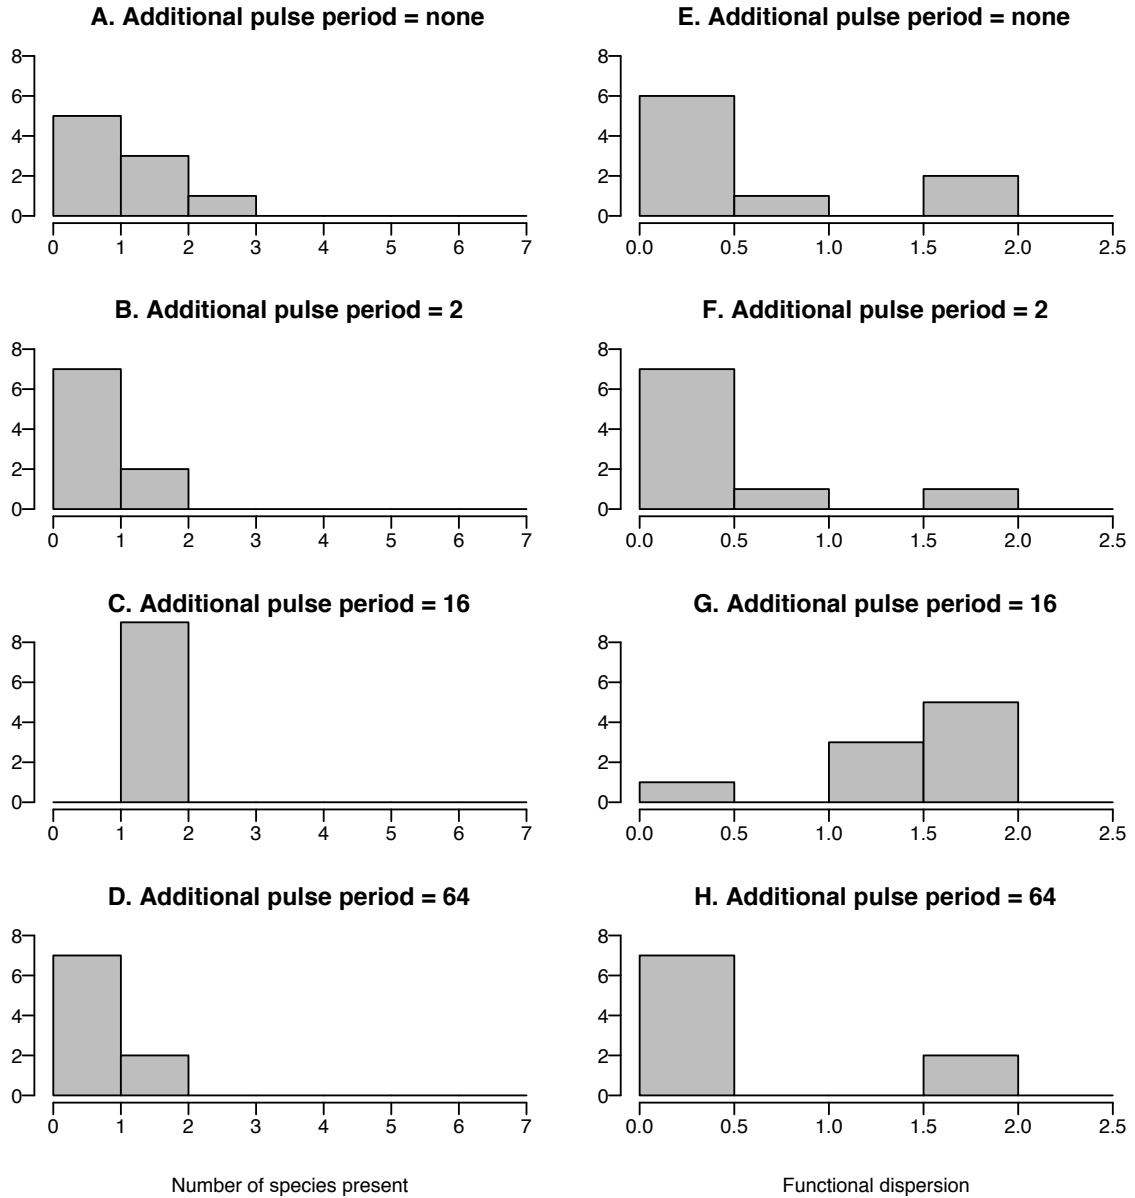 A. Additional pulse period = none
8
6
4
2
0
0 1 2 3 4 5 6 7
E. Additional pulse period = none
8
6
4
2
0
0.0 0.5 1.0 1.5 2.0 2.5
B. Additional pulse period = 2
8
6
4
2
0
0 1 2 3 4 5 6 7
F. Additional pulse period = 2
8
6
4
2
0
0.0 0.5 1.0 1.5 2.0 2.5
C. Additional pulse period = 16
8
6
4
2
0
0 1 2 3 4 5 6 7
G. Additional pulse period = 16
8
6
4
2
0
0.0 0.5 1.0 1.5 2.0 2.5
D. Additional pulse period = 64
8
6
4
2
0
0 1 2 3 4 5 6 7
Number of species present
H. Additional pulse period = 64
8
6
4
2
0
0.0 0.5 1.0 1.5 2.0 2.5
Functional dispersion